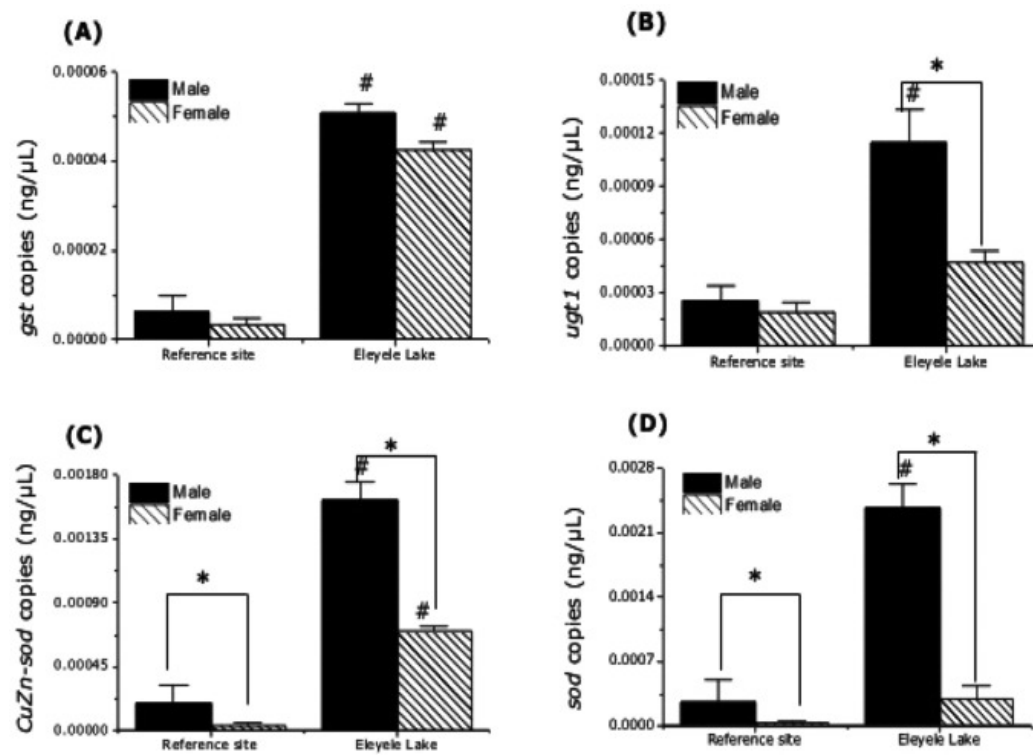 (A)
gst copies (ng/µL)
0.00006
0.00004
0.00002
0.00000
Male
Female
#
#
Reference site
Eleyele Lake
(B)
ugt1 copies (ng/µL)
0.00015
0.00012
0.00009
0.00006
0.00003
0.00000
Male
Female
#
*
Reference site
Eleyele Lake
(C)
CuZn-sod copies (ng/µL)
0.00180
0.00135
0.00090
0.00045
0.00000
Male
Female
*
#
*
#
Reference site
Eleyele Lake
(D)
sod copies (ng/µL)
0.0028
0.0021
0.0014
0.0007
0.0000
Male
Female
*
#
*
Reference site
Eleyele Lake